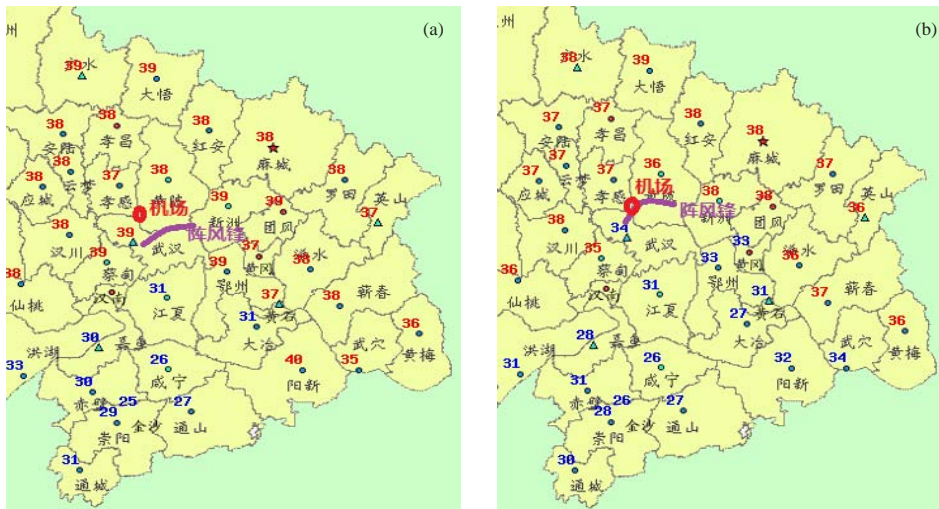 (a)
州
39
广水
39
大悟
38
孝昌
38
红安
38
安陆
38
麻城
38
云梦
38
应城
37
孝感
38
黄陂
38
罗田
37
英山
机场
39
新洲
39
团风
阵风锋
38
汉川
39
武汉
39
蔡甸
37
黄冈
39
鄂州
38
浠水
38
仙桃
汉南
31
江夏
37
黄石
38
蕲春
31
大冶
武穴
36
黄梅
33
洪湖
30
嘉鱼
26
咸宁
40
阳新
35
30
赤壁
25
金沙
29
崇阳
27
通山
31
通城
(b)
州
38
水
39
大悟
37
孝昌
38
红安
37
安陆
38
麻城
37
云梦
37
应城
37
孝感
36
黄陂
37
罗田
36
英山
机场
38
新洲
38
团风
阵风锋
38
汉川
34
武汉
35
蔡甸
33
黄冈
33
鄂州
36
浠水
36
仙桃
汉南
31
江夏
31
黄石
37
蕲春
27
大冶
武穴
36
黄梅
31
洪湖
28
嘉鱼
26
咸宁
32
阳新
34
31
赤壁
26
金沙
28
崇阳
27
通山
30
通城